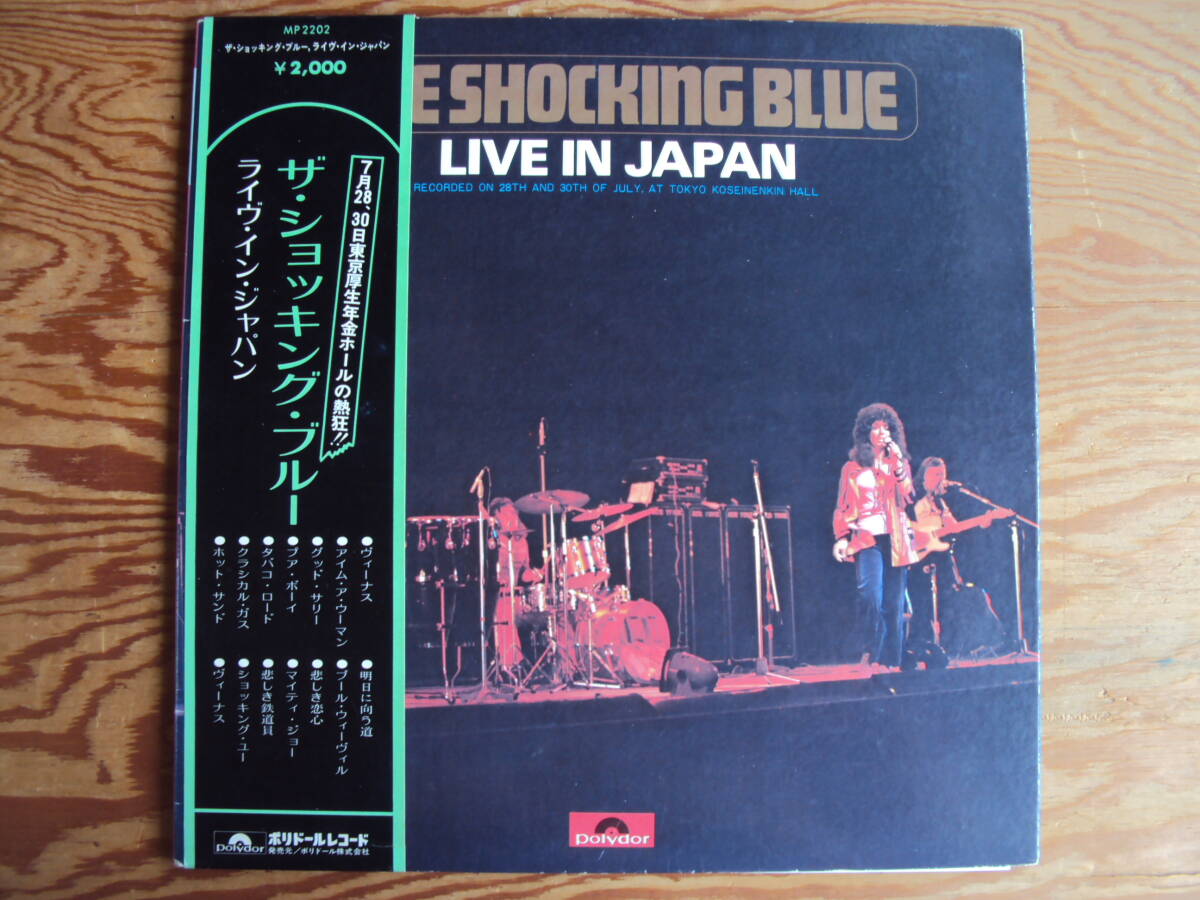 MP2202
ザ・ショッキング・ブルー、ライヴ・イン・ジャパン
¥2,000
7月28、30日東京厚生年金ホールの熱狂!!
ザ・ショッキング・ブルー
ライヴ・イン・ジャパン
●ヴィーナス
●アイム・ア・ウーマン
●グッド・サリー
●プア・ボーイ
●タバコ・ロード
●クラシカル・ガス
●ホット・サンド
●明日に向う道
●ブール・ウィーヴィル
●悲しき恋心
●マイティ・ジョー
●悲しき鉄道員
●ショッキング・ユー
●ヴィーナス
polydor
ポリドールレコード
発売元/ポリドール株式会社
E SHOCKING BLUE
LIVE IN JAPAN
RECORDED ON 28TH AND 30TH OF JULY, AT TOKYO KOSEINENKIN HALL
polydor